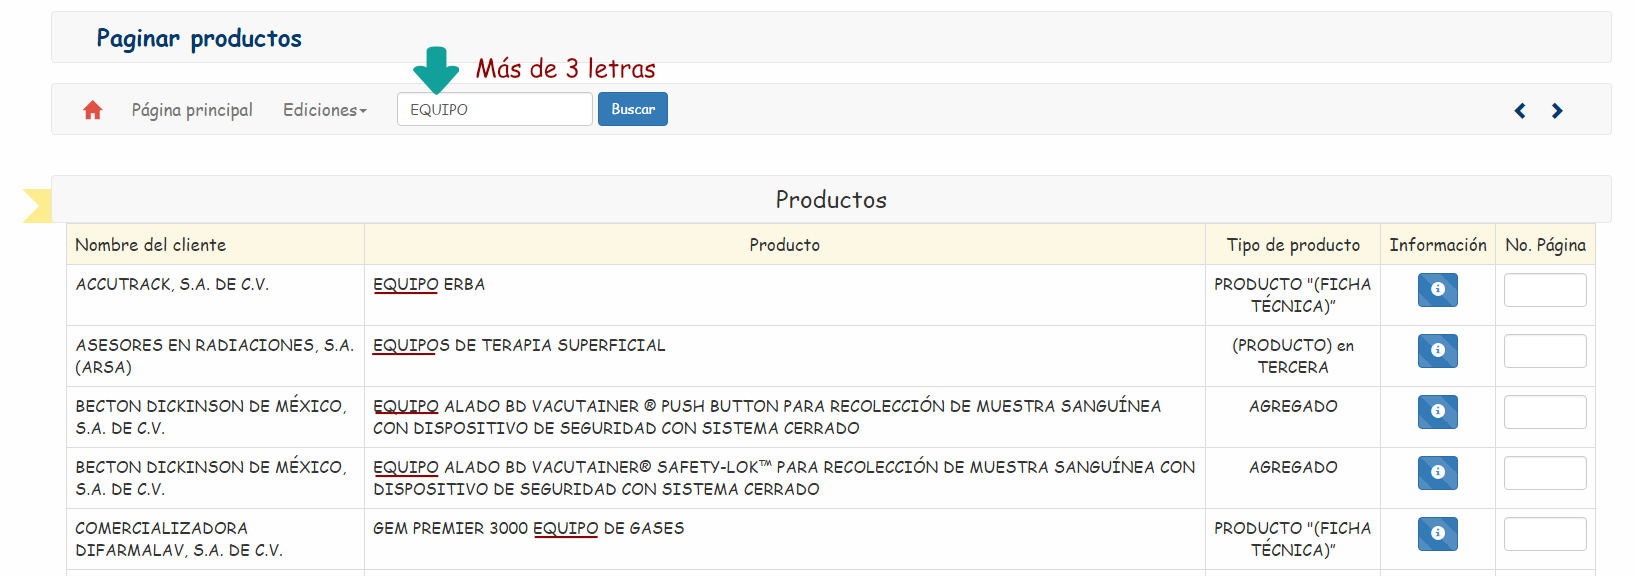 Paginar productos
Más de 3 letras
Página principal Ediciones EQUIPO Buscar
Productos
Nombre del cliente Producto Tipo de producto Información No. Página
ACCUTRACK, S.A. DE C.V. EQUIPO ERBA PRODUCTO "(FICHA
TÉCNICA)”
ASESORES EN RADIACIONES, S.A. EQUIPOS DE TERAPIA SUPERFICIAL (PRODUCTO) en
(ARSA) TERCERA
BECTON DICKINSON DE MÉXICO, EQUIPO ALADO BD VACUTAINER ® PUSH BUTTON PARA RECOLECCIÓN DE MUESTRA SANGUÍNEA AGREGADO
S.A. DE C.V. CON DISPOSITIVO DE SEGURIDAD CON SISTEMA CERRADO
BECTON DICKINSON DE MÉXICO, EQUIPO ALADO BD VACUTAINER® SAFETY-LOK™ PARA RECOLECCIÓN DE MUESTRA SANGUÍNEA CON AGREGADO
S.A. DE C.V. DISPOSITIVO DE SEGURIDAD CON SISTEMA CERRADO
COMERCIALIZADORA GEM PREMIER 3000 EQUIPO DE GASES PRODUCTO "(FICHA
DIFARMALAV, S.A. DE C.V. TÉCNICA)”